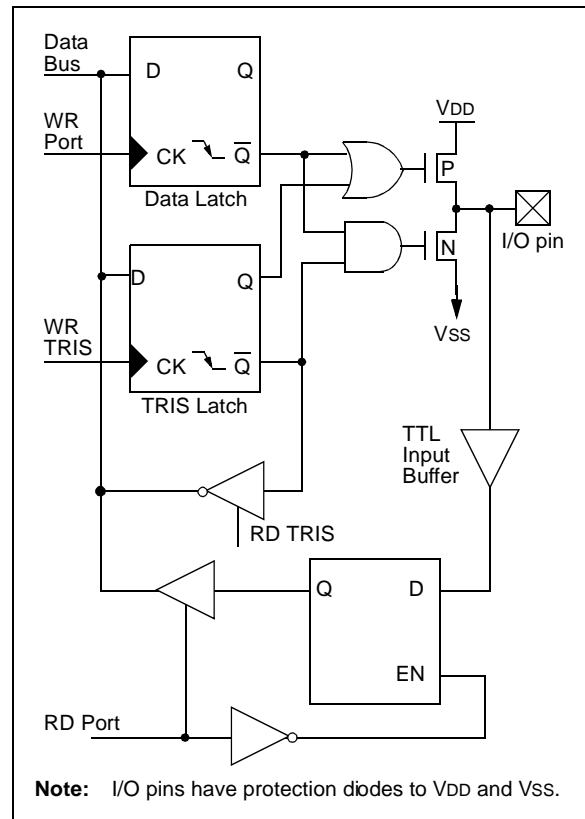 Data
Bus
D
Q
VDD
WR
Port
CK
Q
P
Data Latch
I/O pin
N
D
Q
WR
TRIS
VSS
CK
Q
TRIS Latch
TTL
Input
Buffer
RD TRIS
Q
D
EN
RD Port
Note: I/O pins have protection diodes to VDD and VSS.